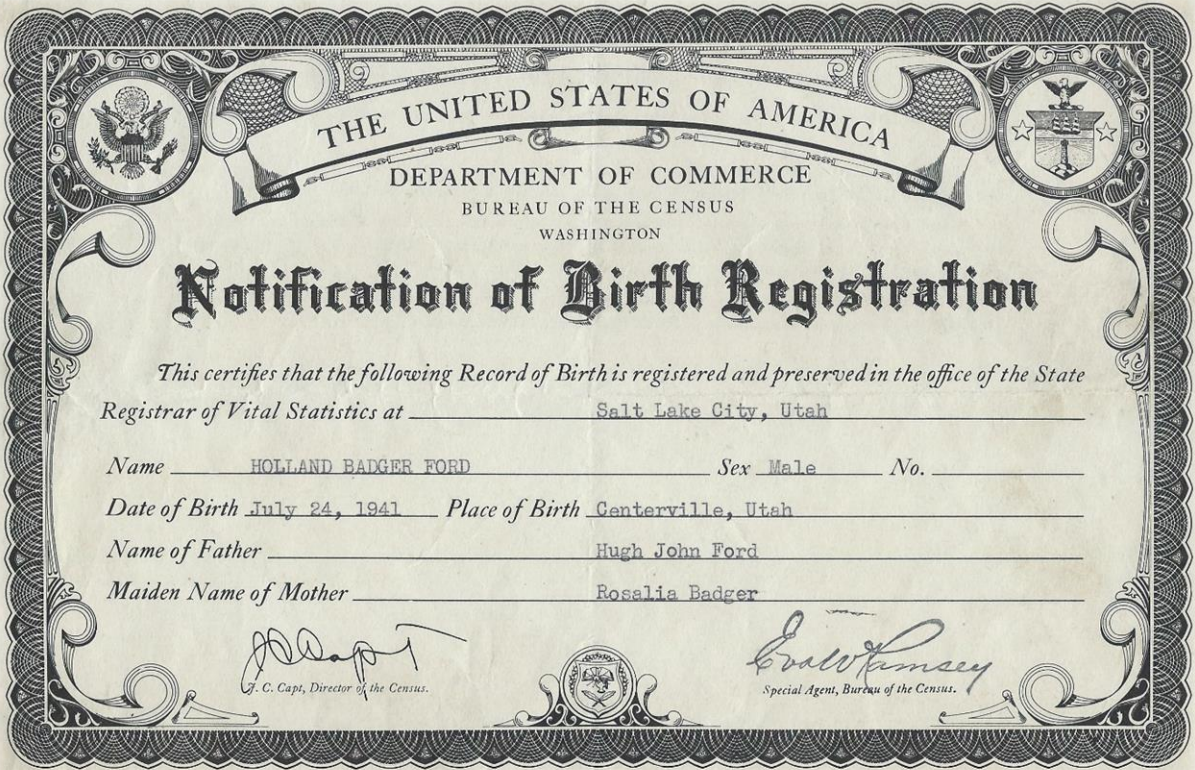 THE UNITED STATES OF AMERICA
DEPARTMENT OF COMMERCE
BUREAU OF THE CENSUS
WASHINGTON
Notification of Birth Registration
This certifies that the following Record of Birth is registered and preserved in the office of the State
Registrar of Vital Statistics at Salt Lake City, Utah
Name HOLLAND BADGER FORD Sex Male No.
Date of Birth July 24, 1941 Place of Birth Centerville, Utah
Name of Father Hugh John Ford
Maiden Name of Mother Rosalia Badger
J C Capt Eva W Ramsey
J. C. Capt, Director of the Census. Special Agent, Bureau of the Census.